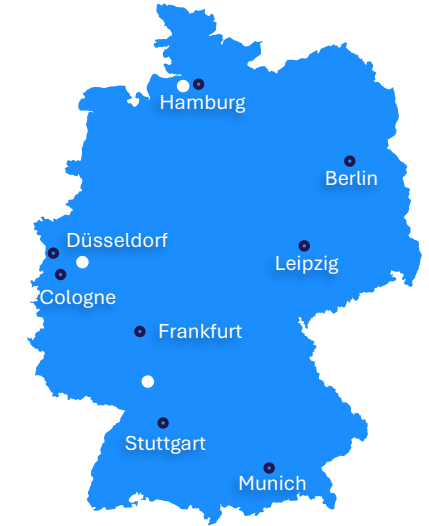 Hamburg
Berlin
Düsseldorf
Leipzig
Cologne
Frankfurt
Stuttgart
Munich